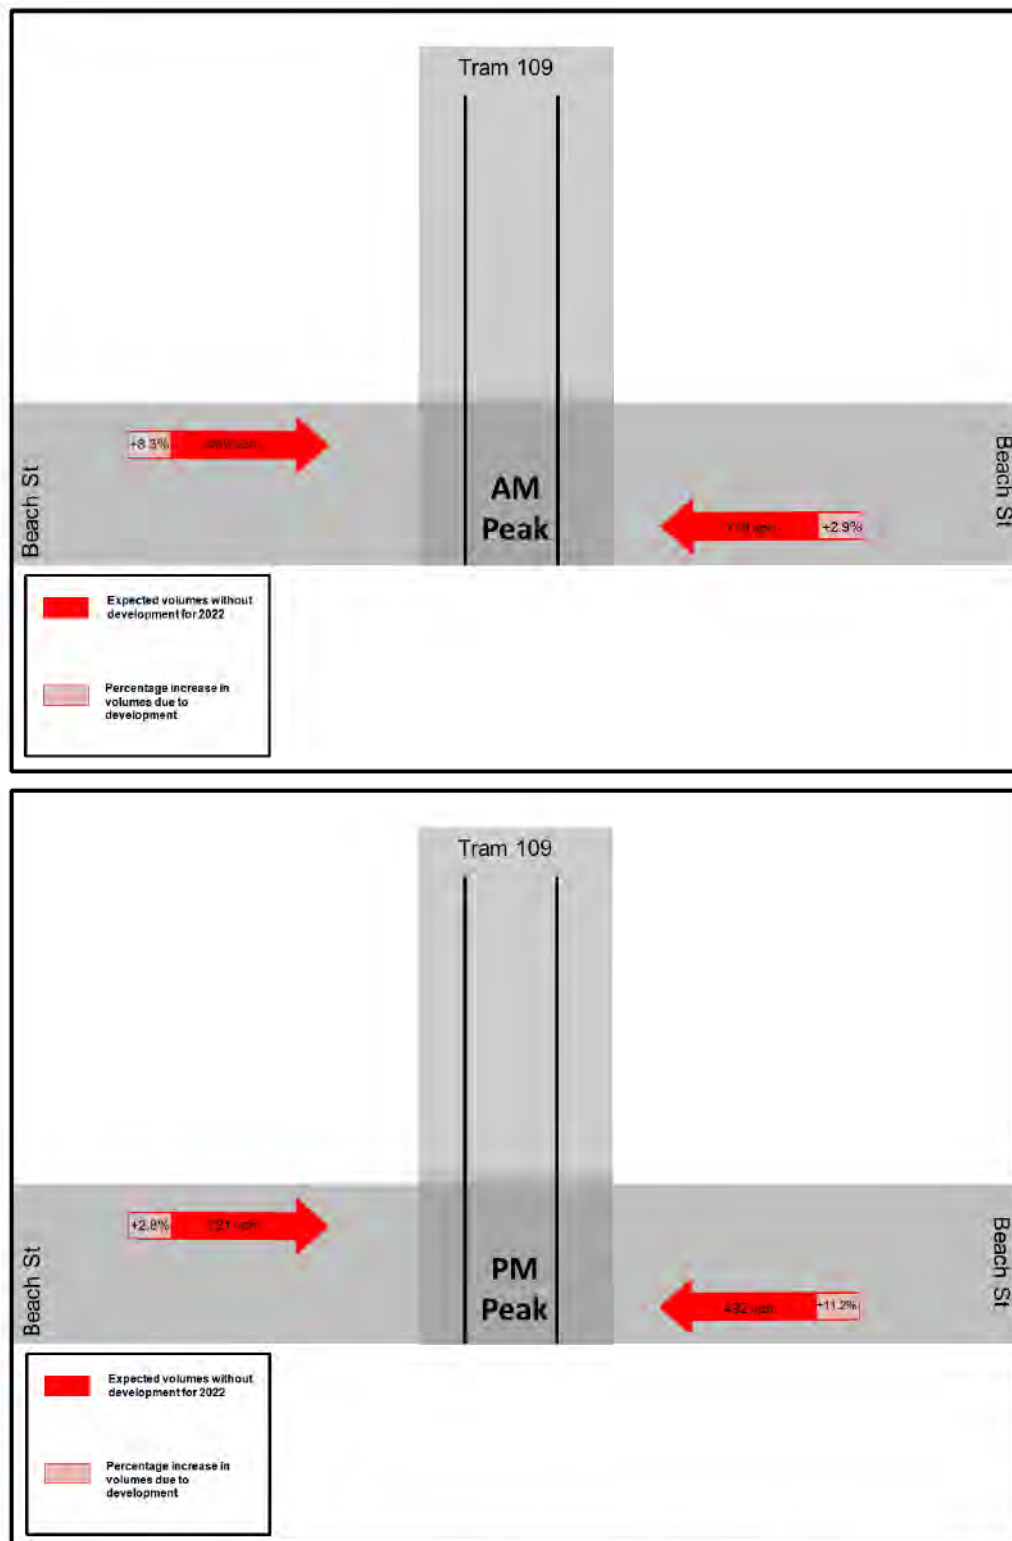 Tram 109
+8.3%
Beach St
Beach St
AM
Peak
vph
+2.9%
Expected volumes without
development for 2022
Percentage increase in
volumes due to
development
Tram 109
+2.8%
vph
Beach St
Beach St
PM
Peak
492 vph
+11.2%
Expected volumes without
development for 2022
Percentage increase in
volumes due to
development